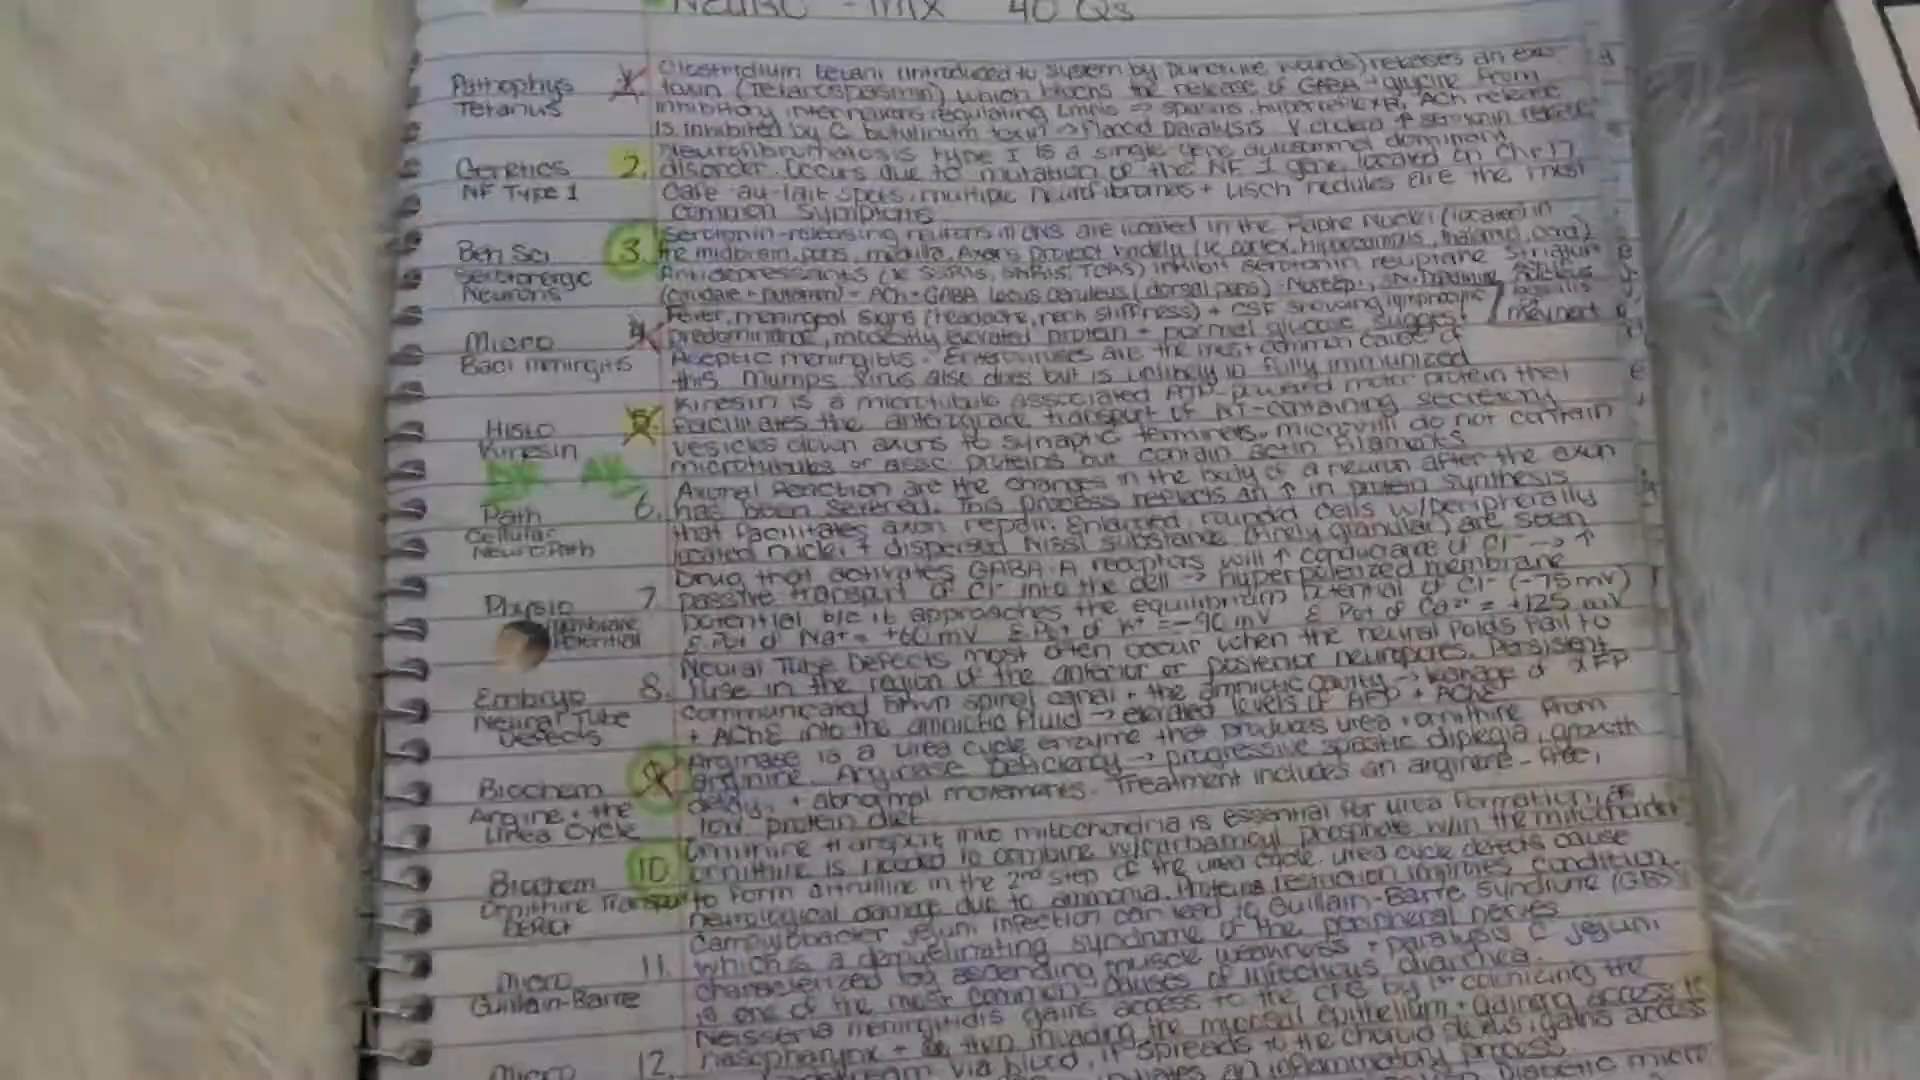 Neuro - Mix 40 Qs
Pathophys
Tetanus
1. Clostridium tetani (introduced to system by puncture wounds) releases an exo-
toxin (tetanospasmin) which blocks the release of GABA + glycine from
inhibitory interneurons regulating LMNs → spasms, hyperreflexia, ACh release
is inhibited by C botulinum toxin → flaccid paralysis
Genetics
NF Type 1
2. Neurofibromatosis type I is a single gene autosomal dominant
disorder. Occurs due to mutation of the NF 1 gene located on Chr 17
Cafe-au-lait spots, multiple neurofibromas + Lisch nodules are the most
common symptoms
Beh Sci
Serotonergic
Neurons
3. Serotonin-releasing neurons in CNS are located in the Raphe Nuclei (located in
the midbrain, pons, medulla. Axons project widely (ie cortex, hippocampus, thalamus, cord)
Antidepressants (ie SSRIs, SNRIs, TCAs) inhibit serotonin reuptake Striatum
(caudate + putamen) - ACh + GABA locus ceruleus (dorsal pons)
Micro
Bact meningitis
4. Fever, meningeal signs (headache, neck stiffness) + CSF showing lymphocytic
predominance, modestly elevated protein + normal glucose suggest
Aseptic meningitis. Enteroviruses are the most common cause of
this. Mumps virus also does but is unlikely in fully immunized
Histo
Kinesin
5. Kinesin is a microtubule associated ATP-powered motor protein that
facilitates the anterograde transport of NT-containing secretory
vesicles down axons to synaptic terminals. microvilli do not contain
microtubules or assc. proteins but contain actin filaments
Path
Cellular
NeuroPath
6. Axonal Reaction are the changes in the body of a neuron after the axon
has been severed. This process reflects an ↑ in protein synthesis
that facilitates axon repair. Enlarged, rounded cells w/peripherally
located nuclei + dispersed Nissl substance (finely granular) are seen
Physio
Membrane
Potential
7. Drug that activates GABA-A receptors will ↑ conductance of Cl⁻ → ↑
passive transport of Cl⁻ into the cell → hyperpolarized membrane
potential b/c it approaches the equilibrium potential of Cl⁻ (-75 mV)
E. Pot of Na⁺ = +60 mV E. Pot of K⁺ = -90 mV E Pot of Ca²⁺ = +125 mV
Embryo
Neural Tube
Defects
8. Neural Tube Defects most often occur when the neural folds fail to
fuse in the region of the anterior or posterior neuropores. Persistent
communicated btwn spinal canal + the amniotic cavity → leakage of AFP
+ AChE into the amniotic fluid → elevated levels of AFP + AChE
Biochem
Argine + the
Urea Cycle
9. Arginase is a urea cycle enzyme that produces urea + ornithine from
arginine. Arginase Deficiency → progressive spastic diplegia, growth
delay, + abnormal movements. Treatment includes an arginine-free,
low protein diet
Biochem
Ornithine Transport
Defect
10. Ornithine transport into mitochondria is essential for urea formation,
ornithine is needed to combine w/carbamoyl phosphate w/in the mitochondria
to form citrulline in the 2nd step of the urea cycle. urea cycle defects cause
neurological damage due to ammonia. Protein restriction improves condition.
Micro
Guillain-Barre
11. Campylobacter jejuni infection can lead to Guillain-Barre Syndrome (GBS)
which is a demyelinating syndrome of the peripheral nerves
characterized by ascending muscle weakness + paralysis C jejuni
is one of the most common causes of infectious diarrhea.
Micro
12. Neisseria meningitidis gains access to the CNS by 1st colonizing the
nasopharynx + then invading the mucosal epithelium + gaining access to
via blood. it spreads to the choroid plexus, gains access
an inflammatory process
Diabetic micro